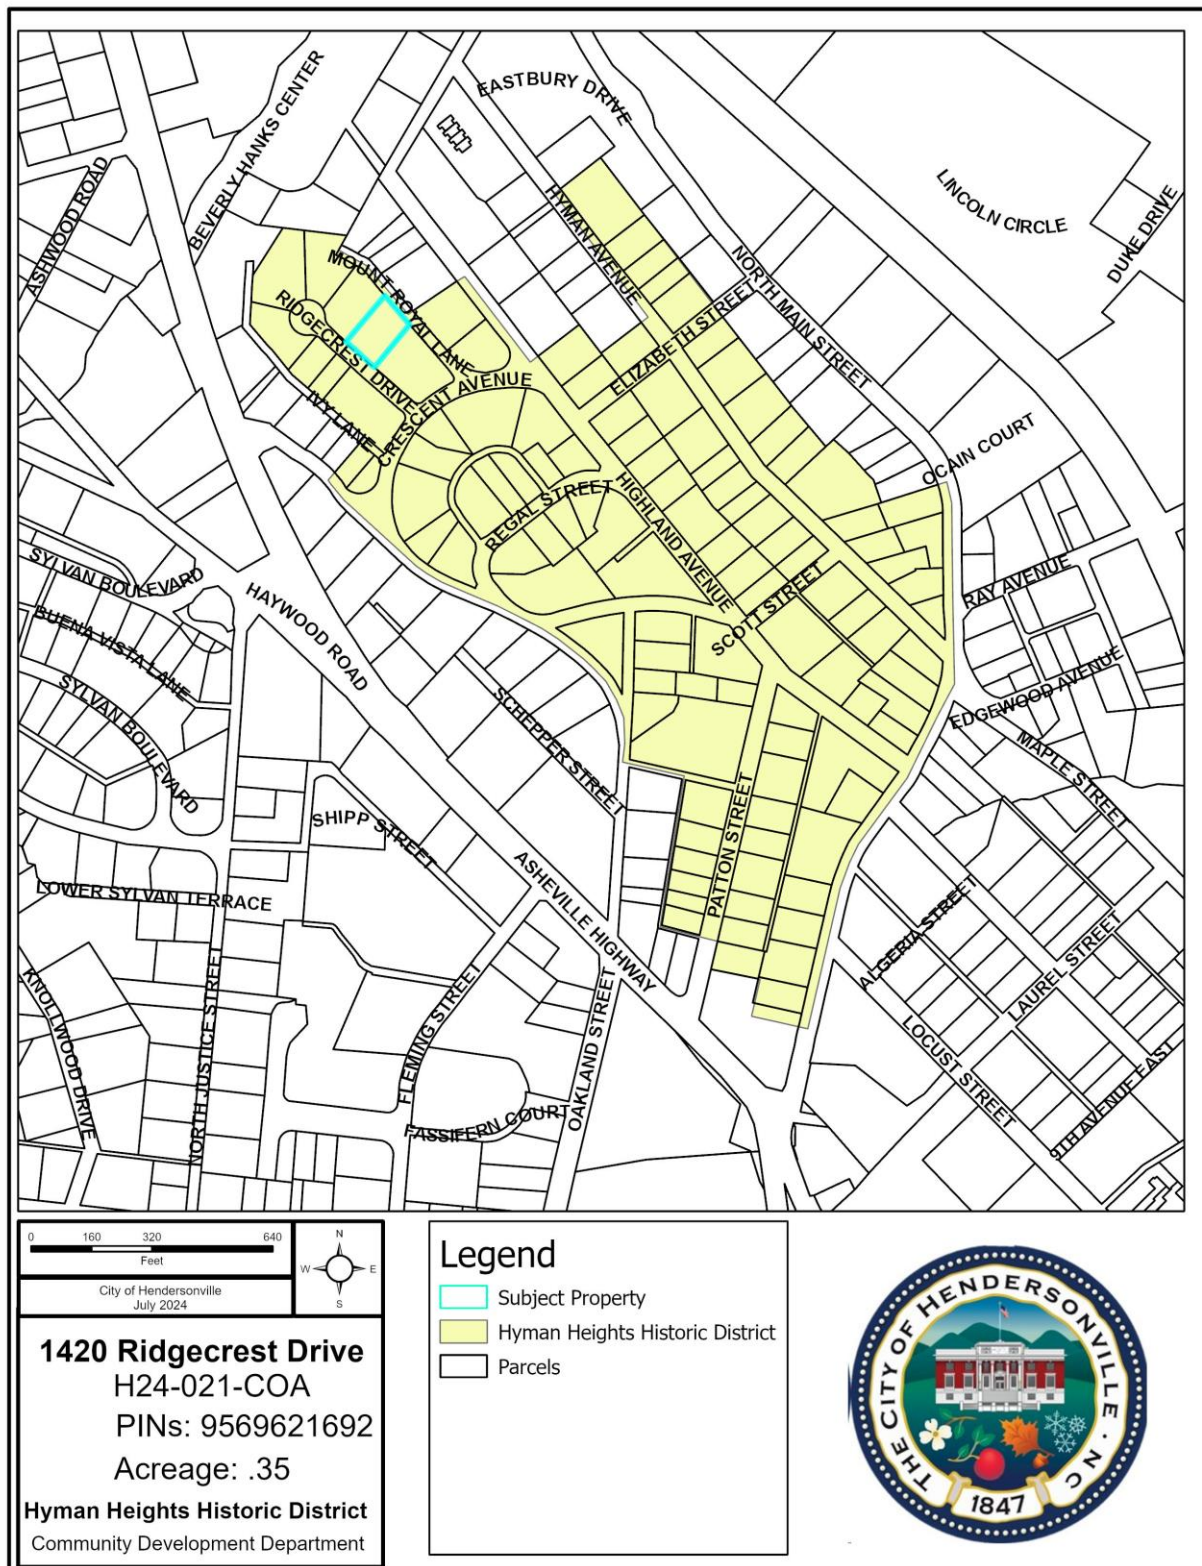 EASTBURY DRIVE
BEVERLY HANKS CENTER
ASHWOOD ROAD
LINCOLN CIRCLE
DUKE DRIVE
HYMAN AVENUE
NORTH MAIN STREET
MOUNT ROYAL LANE
RIDGECREST DRIVE
ELIZABETH STREET
IVY LANE
CRESCENT AVENUE
OCAIN COURT
REGAL STREET
HIGHLAND AVENUE
SYLVAN BOULEVARD
HAYWOOD ROAD
SCOTT STREET
RAY AVENUE
BUENA VISTA LANE
SYLVAN BOULEVARD
SCHEPPER STREET
EDGEWOOD AVENUE
MAPLE STREET
SHIPP STREET
PATTON STREET
ASHEVILLE HIGHWAY
LOWER SYLVAN TERRACE
ALGERIA STREET
LAUREL STREET
KNOLLWOOD DRIVE
NORTH JUSTICE STREET
FLEMING STREET
OAKLAND STREET
LOCUST STREET
FASSIFERN COURT
9TH AVENUE EAST
0 160 320 640
Feet
City of Hendersonville
July 2024
N
W E
S
1420 Ridgecrest Drive
H24-021-COA
PINs: 9569621692
Acreage: .35
Hyman Heights Historic District
Community Development Department
Legend
Subject Property
Hyman Heights Historic District
Parcels
THE CITY OF HENDERSONVILLE · NC
1847